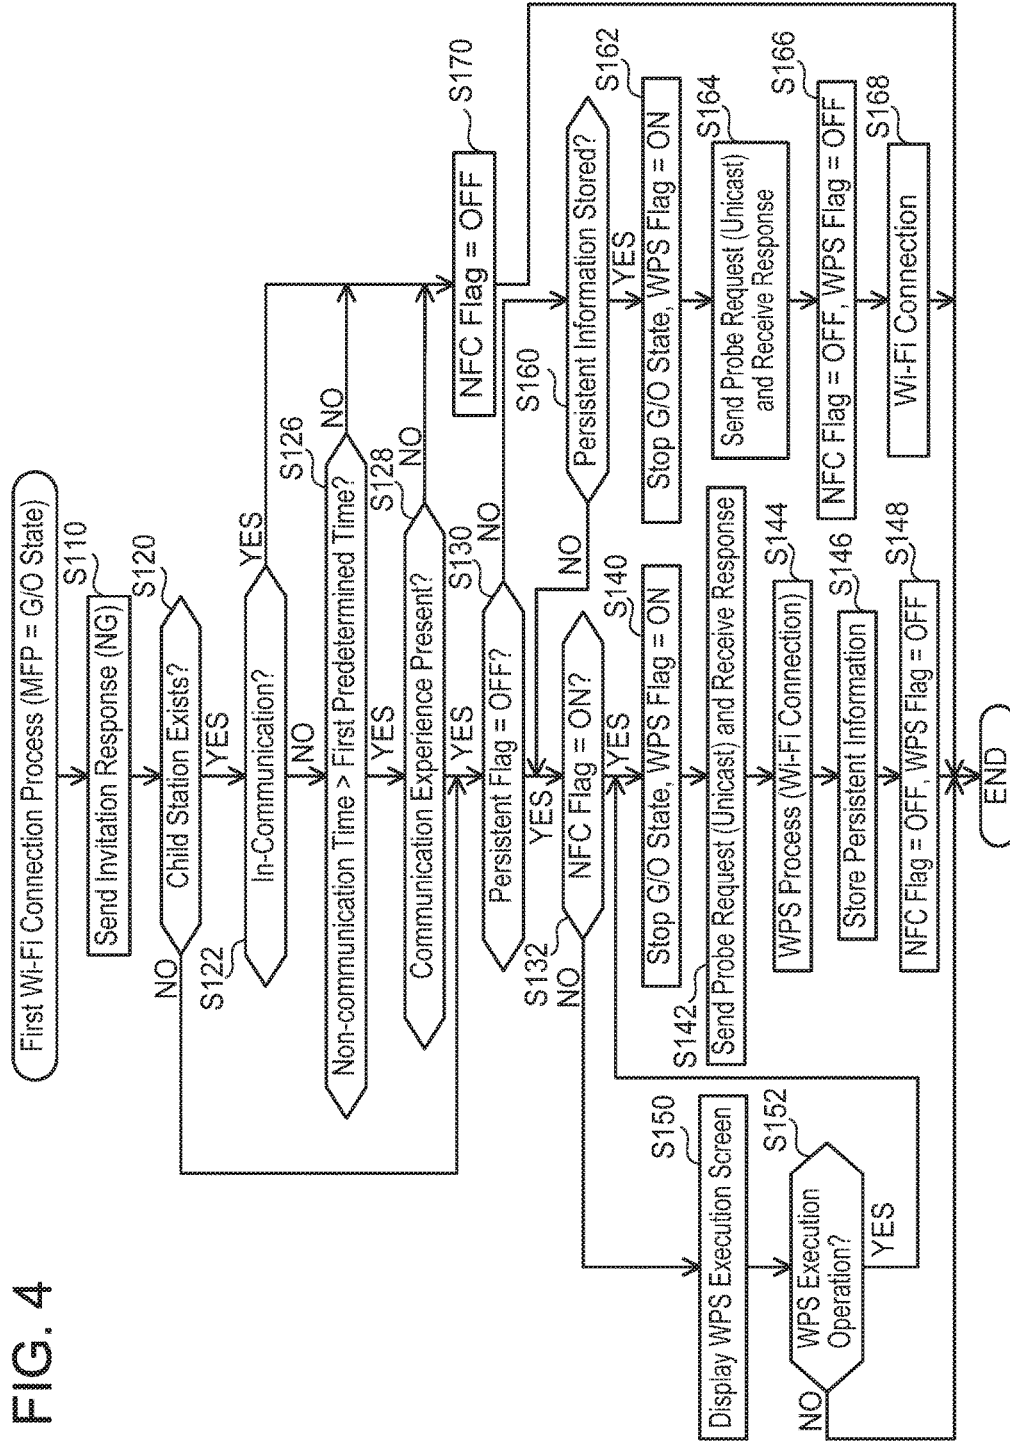 FIG. 4
First Wi-Fi Connection Process (MFP = G/O State)
S110
Send Invitation Response (NG)
S120
Child Station Exists?
NO
YES
S122
In-Communication?
YES
NO
S126
Non-communication Time > First Predetermined Time?
NO
YES
S128
Communication Experience Present?
NO
YES
S170
NFC Flag = OFF
S130
Persistent Flag = OFF?
NO
YES
S160
Persistent Information Stored?
NO
YES
S132
NFC Flag = ON?
NO
YES
S140
Stop G/O State, WPS Flag = ON
S162
Stop G/O State, WPS Flag = ON
S150
Display WPS Execution Screen
S142
Send Probe Request (Unicast) and Receive Response
S164
Send Probe Request (Unicast)
and Receive Response
S152
WPS Execution
Operation?
NO
YES
S144
WPS Process (Wi-Fi Connection)
S166
NFC Flag = OFF, WPS Flag = OFF
S146
Store Persistent Information
S168
Wi-Fi Connection
S148
NFC Flag = OFF, WPS Flag = OFF
END